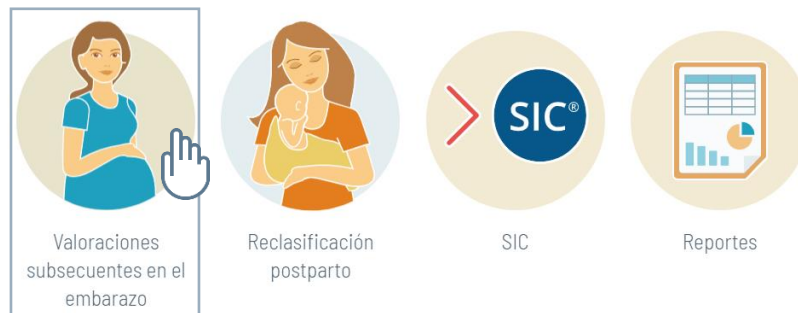 SIC®
Valoraciones
subsecuentes en el
embarazo
Reclasificación
postparto
SIC
Reportes